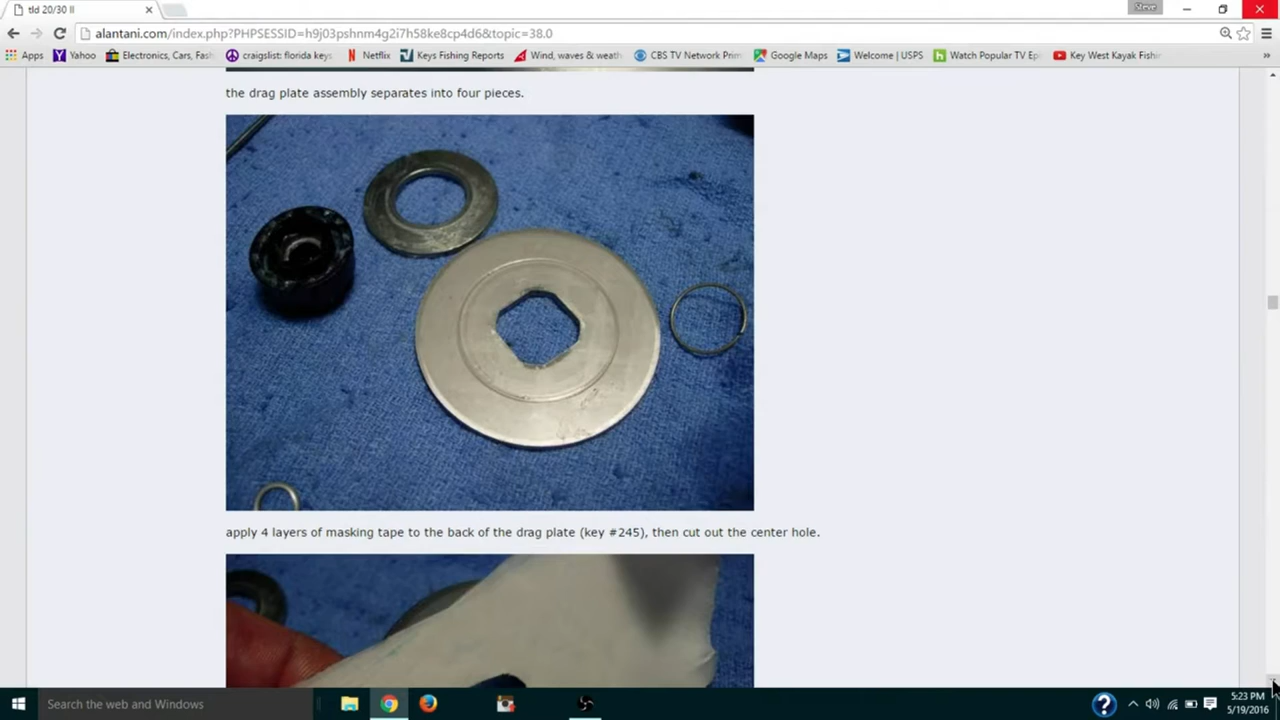 tld 20/30 II
Steve
alantani.com/index.php?PHPSESSID=h9j03pshnm4g2i7h58ke8cp4d6&topic=38.0
Apps Yahoo Electronics, Cars, Fash craigslist: florida keys Netflix Keys Fishing Reports Wind, waves & weath CBS TV Network Prim Google Maps Welcome | USPS Watch Popular TV Epi Key West Kayak Fishin
the drag plate assembly separates into four pieces.
apply 4 layers of masking tape to the back of the drag plate (key #245), then cut out the center hole.
Search the web and Windows
5:23 PM
5/19/2016